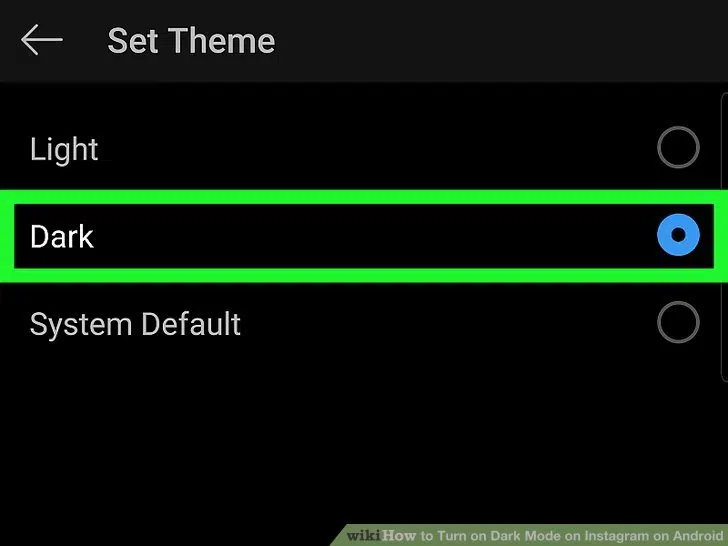 Set Theme
Light
Dark
System Default
wikiHow to Turn on Dark Mode on Instagram on Android